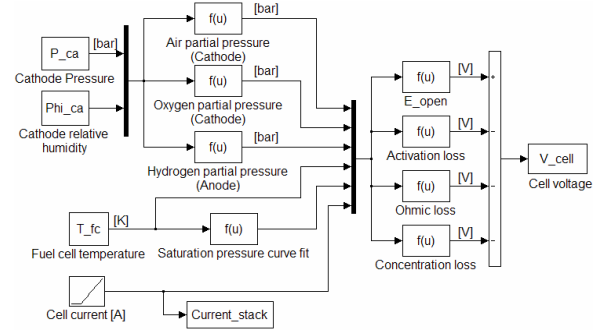 [bar]
f(u)
Air partial pressure
(Cathode)
P_ca
[bar]
Cathode Pressure
[bar]
f(u)
Oxygen partial pressure
(Cathode)
Phi_ca
Cathode relative
humidity
[bar]
f(u)
Hydrogen partial pressure
(Anode)
T_fc
[K]
Fuel cell temperature
f(u)
Saturation pressure curve fit
Cell current [A]
Current_stack
f(u)
[V]
E_open
f(u)
[V]
Activation loss
f(u)
[V]
Ohmic loss
f(u)
[V]
Concentration loss
+
-
-
-
V_cell
Cell voltage